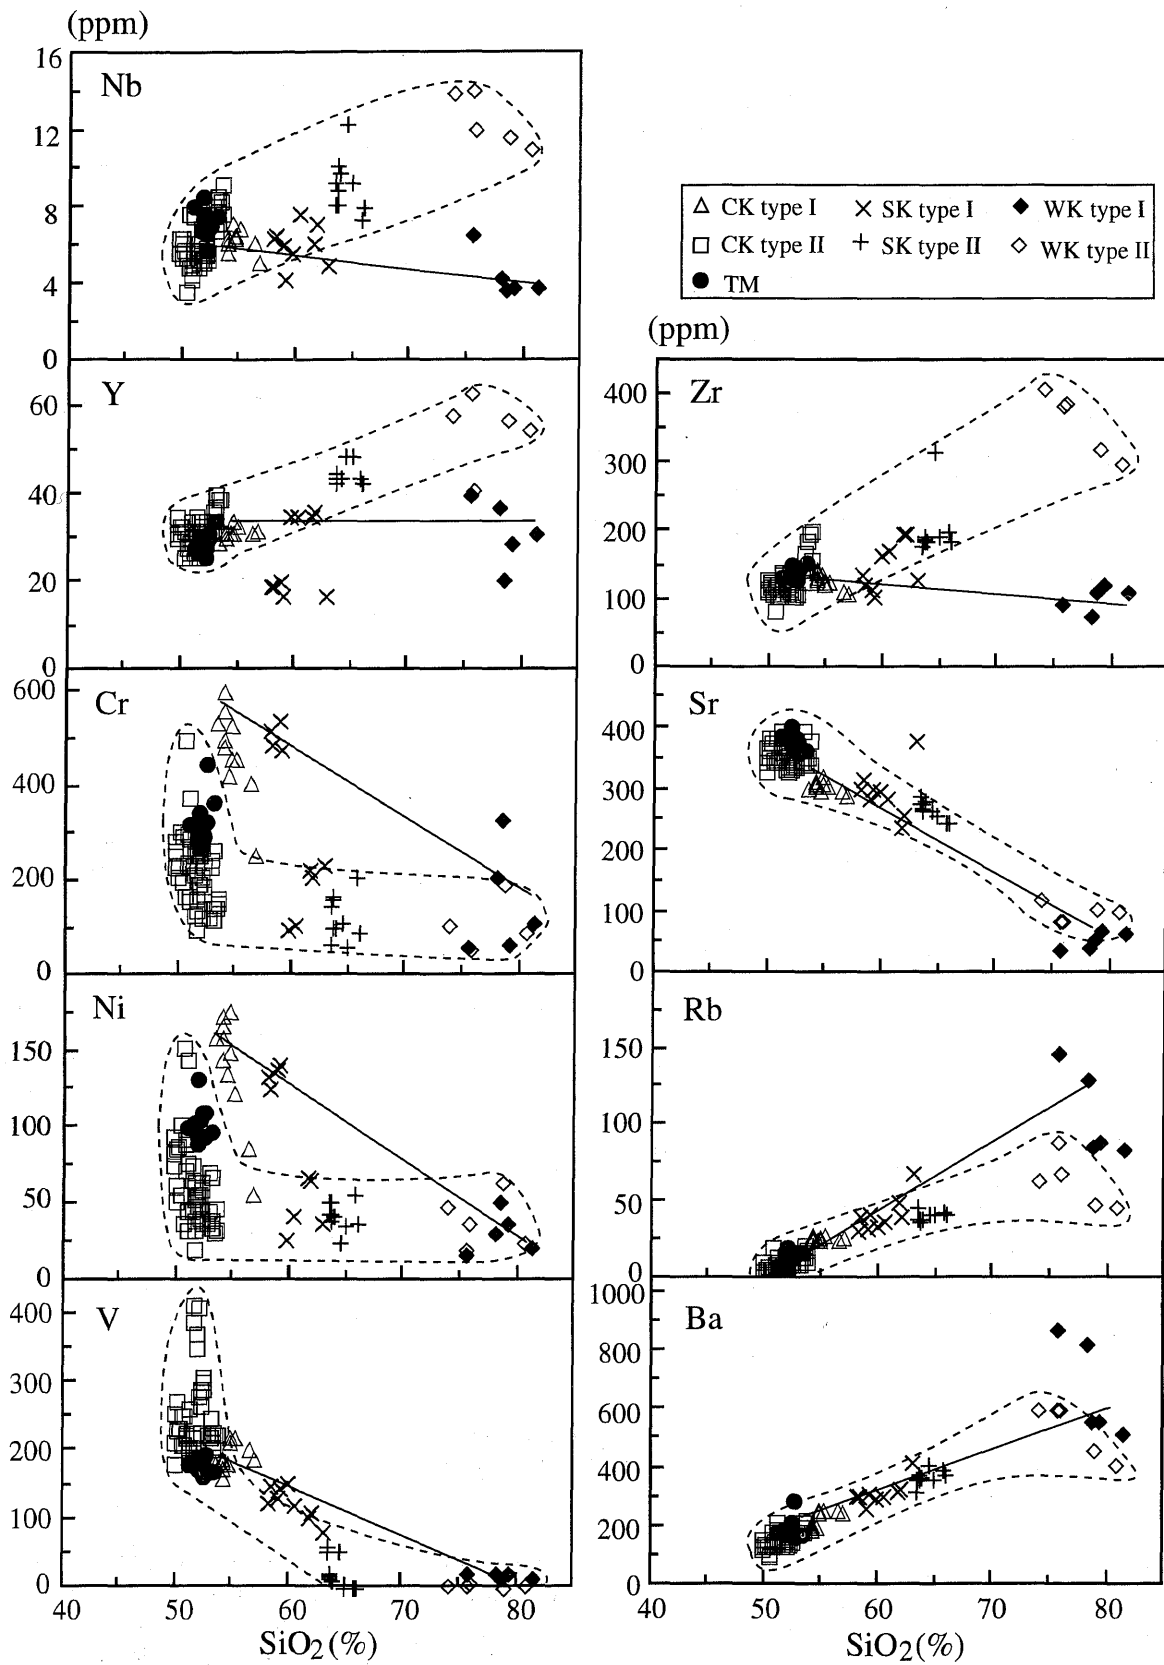 (ppm)
16
Nb
12
8
4
0
△ CK type I × SK type I ◆ WK type I
□ CK type II + SK type II ◇ WK type II
● TM
Y
60
40
20
0
(ppm)
Zr
400
300
200
100
0
600
Cr
400
200
0
Sr
400
300
200
100
0
Ni
150
100
50
0
Rb
150
100
50
0
V
400
300
200
100
0
1000
Ba
800
600
400
200
0
40 50 60 70 80
SiO2(%)
40 50 60 70 80
SiO2(%)